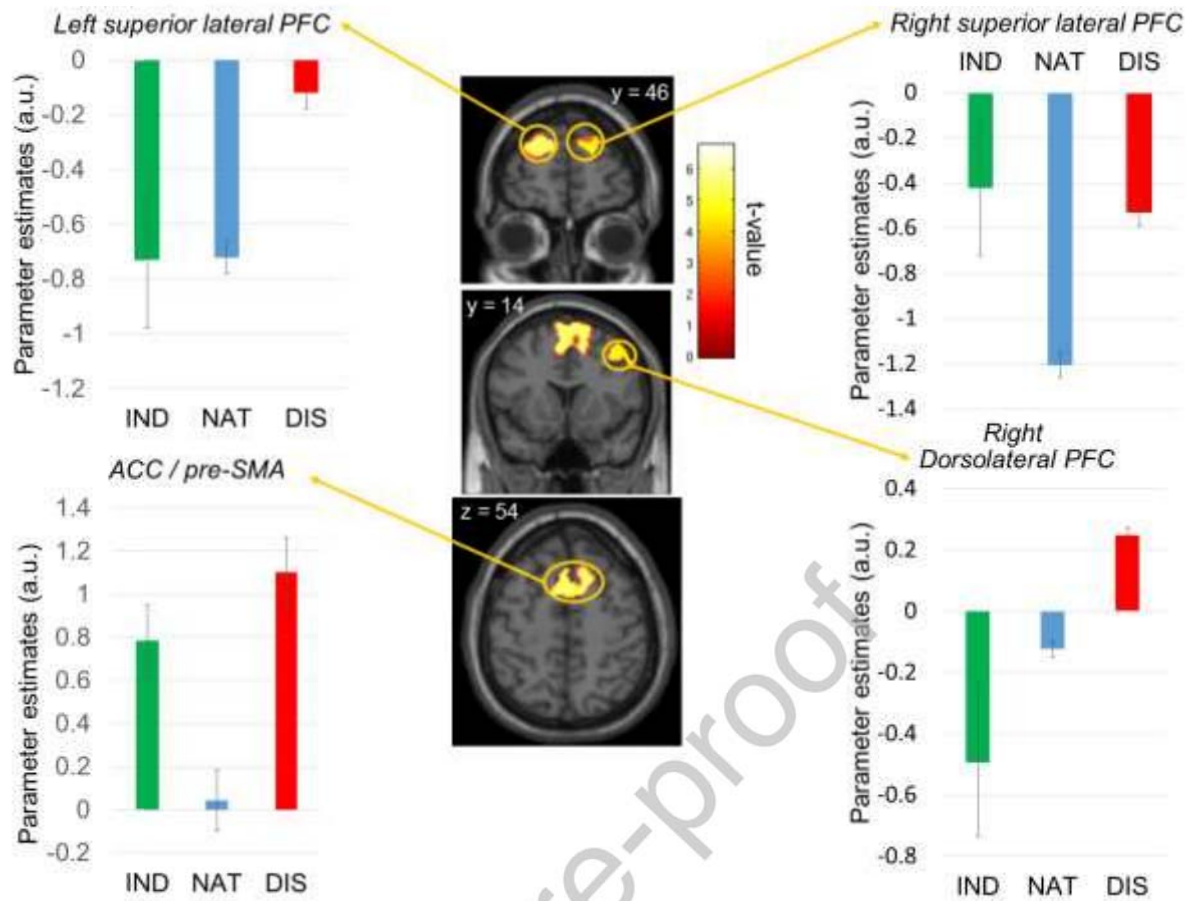 Left superior lateral PFC
Parameter estimates (a.u.)
0
-0.2
-0.4
-0.6
-0.8
-1
-1.2
IND NAT DIS
y = 46
t-value
6
5
4
3
2
1
0
Right superior lateral PFC
IND NAT DIS
Parameter estimates (a.u.)
0
-0.2
-0.4
-0.6
-0.8
-1
-1.2
-1.4
y = 14
ACC / pre-SMA
Parameter estimates (a.u.)
1.4
1.2
1
0.8
0.6
0.4
0.2
0
-0.2
IND NAT DIS
z = 54
Right
Dorsolateral PFC
Parameter estimates (a.u.)
0.4
0.2
0
-0.2
-0.4
-0.6
-0.8
IND NAT DIS
re-proof